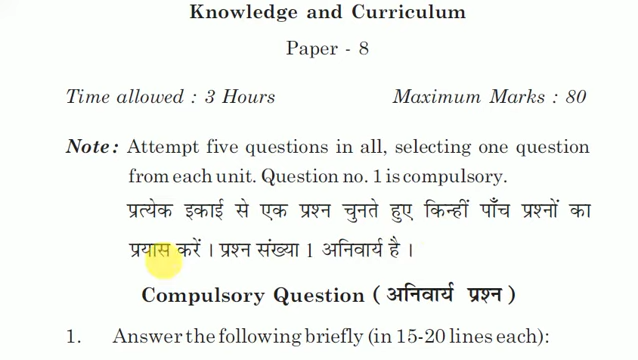 Knowledge and Curriculum
Paper - 8
Time allowed : 3 Hours Maximum Marks : 80
Note: Attempt five questions in all, selecting one question
from each unit. Question no. 1 is compulsory.
प्रत्येक इकाई से एक प्रश्न चुनते हुए किन्हीं पाँच प्रश्नों का
प्रयास करें । प्रश्न संख्या 1 अनिवार्य है ।
Compulsory Question ( अनिवार्य प्रश्न )
1. Answer the following briefly (in 15-20 lines each):